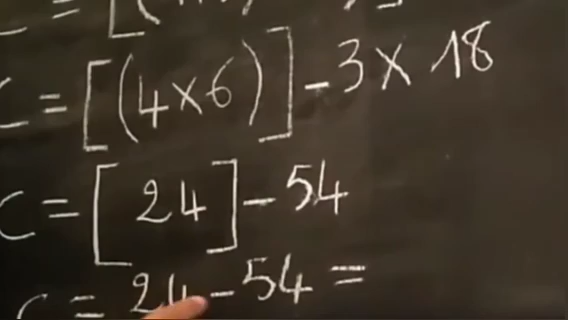 C = [(4×6)] - 3 × 18
C = [ 24 ] - 54
C = 24 - 54 =